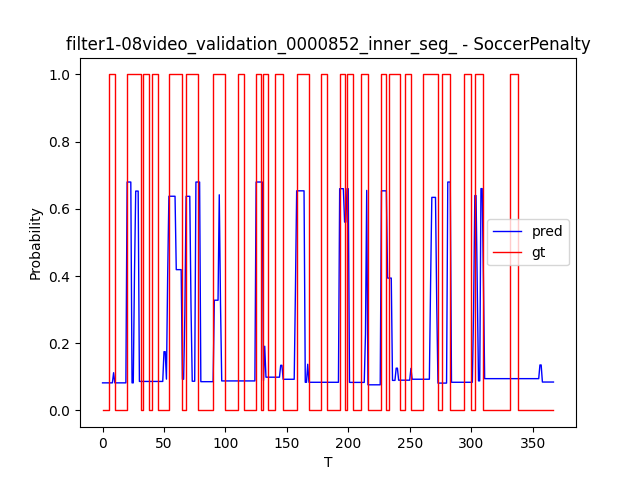 filter1-08video_validation_0000852_inner_seg_ - SoccerPenalty
1.0
0.8
0.6
0.4
0.2
0.0
Probability
pred
gt
0 50 100 150 200 250 300 350
T